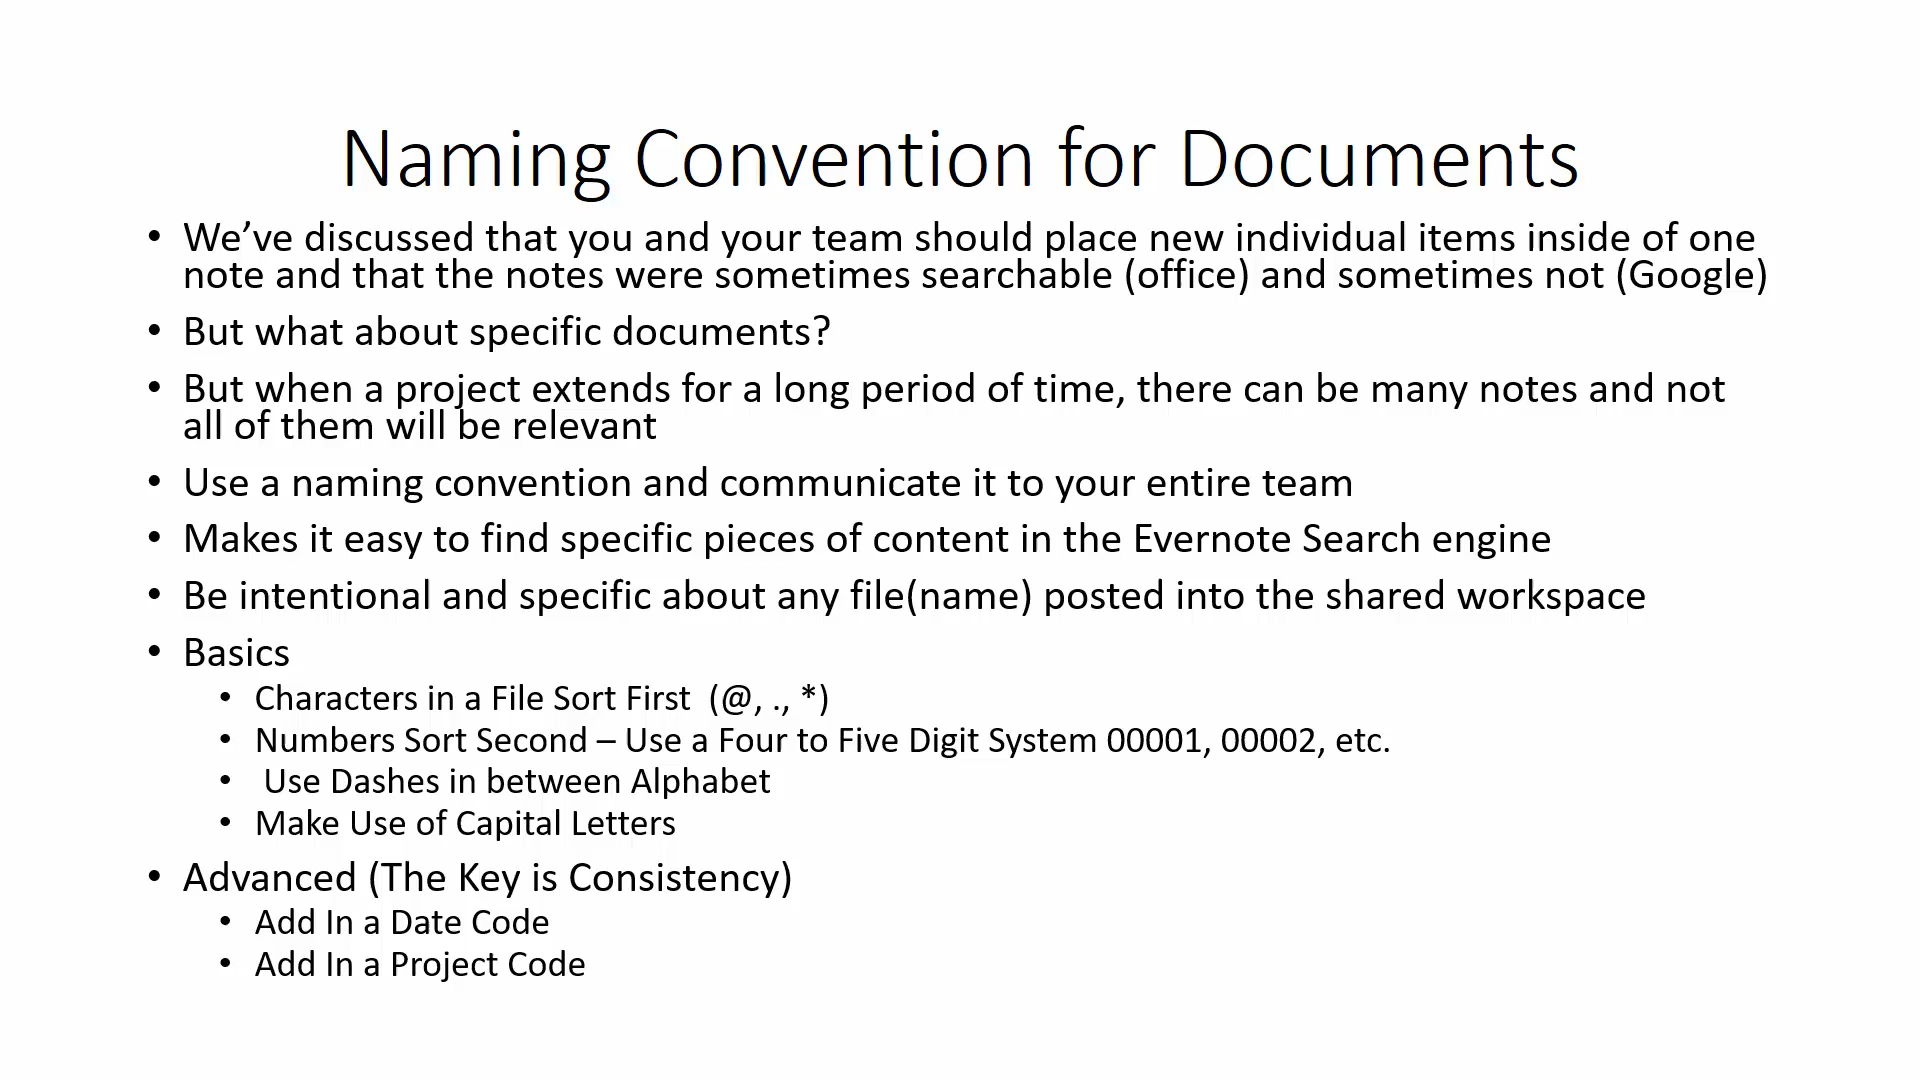 Naming Convention for Documents
• We’ve discussed that you and your team should place new individual items inside of one
note and that the notes were sometimes searchable (office) and sometimes not (Google)
• But what about specific documents?
• But when a project extends for a long period of time, there can be many notes and not
all of them will be relevant
• Use a naming convention and communicate it to your entire team
• Makes it easy to find specific pieces of content in the Evernote Search engine
• Be intentional and specific about any file(name) posted into the shared workspace
• Basics
• Characters in a File Sort First  (@, ., *)
• Numbers Sort Second – Use a Four to Five Digit System 00001, 00002, etc.
•  Use Dashes in between Alphabet
• Make Use of Capital Letters
• Advanced (The Key is Consistency)
• Add In a Date Code
• Add In a Project Code